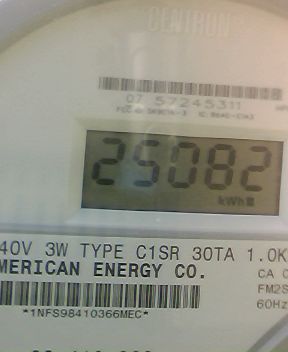 CENTRON
07 57245311
25082
kWh
40V 3W TYPE C1SR 30TA 1.0K
MERICAN ENERGY CO.
CA
FM2S
60Hz
*1NFS98410366MEC*